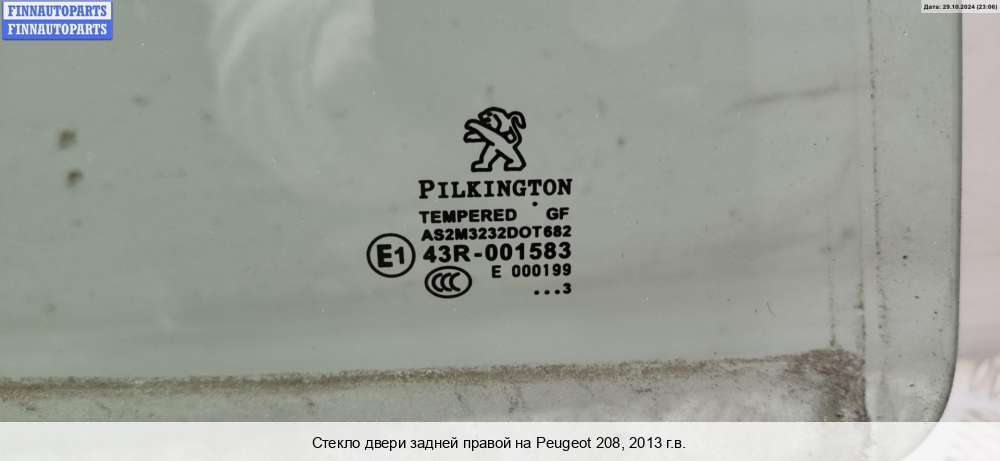 FINNAUTOPARTS
FINNAUTOPARTS
Дата: 29.10.2024 (23:06)
PILKINGTON
TEMPERED GF
AS2M3232DOT682
E1 43R-001583
E 000199
CCC
...3
Стекло двери задней правой на Peugeot 208, 2013 г.в.